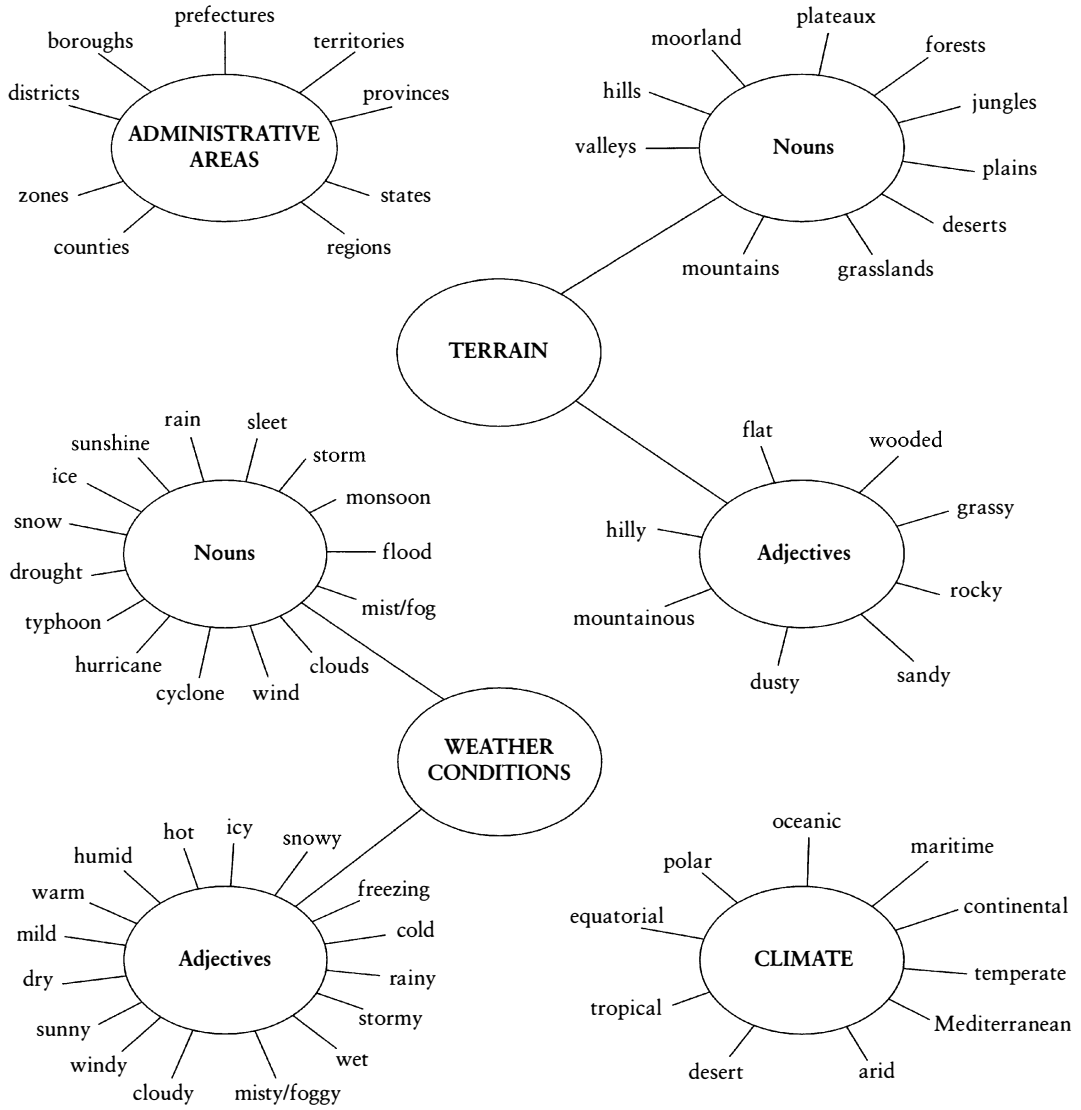 prefectures
boroughs
territories
districts
provinces
ADMINISTRATIVE
AREAS
zones
states
counties
regions
plateaux
moorland
forests
hills
jungles
valleys
Nouns
plains
deserts
mountains
grasslands
TERRAIN
rain
sleet
sunshine
storm
ice
monsoon
snow
Nouns
flood
drought
mist/fog
typhoon
hurricane
clouds
cyclone
wind
flat
wooded
grassy
hilly
Adjectives
rocky
mountainous
dusty
sandy
WEATHER
CONDITIONS
hot
icy
snowy
humid
freezing
warm
cold
mild
Adjectives
dry
rainy
sunny
stormy
windy
wet
cloudy
misty/foggy
oceanic
polar
maritime
equatorial
continental
CLIMATE
temperate
tropical
Mediterranean
desert
arid